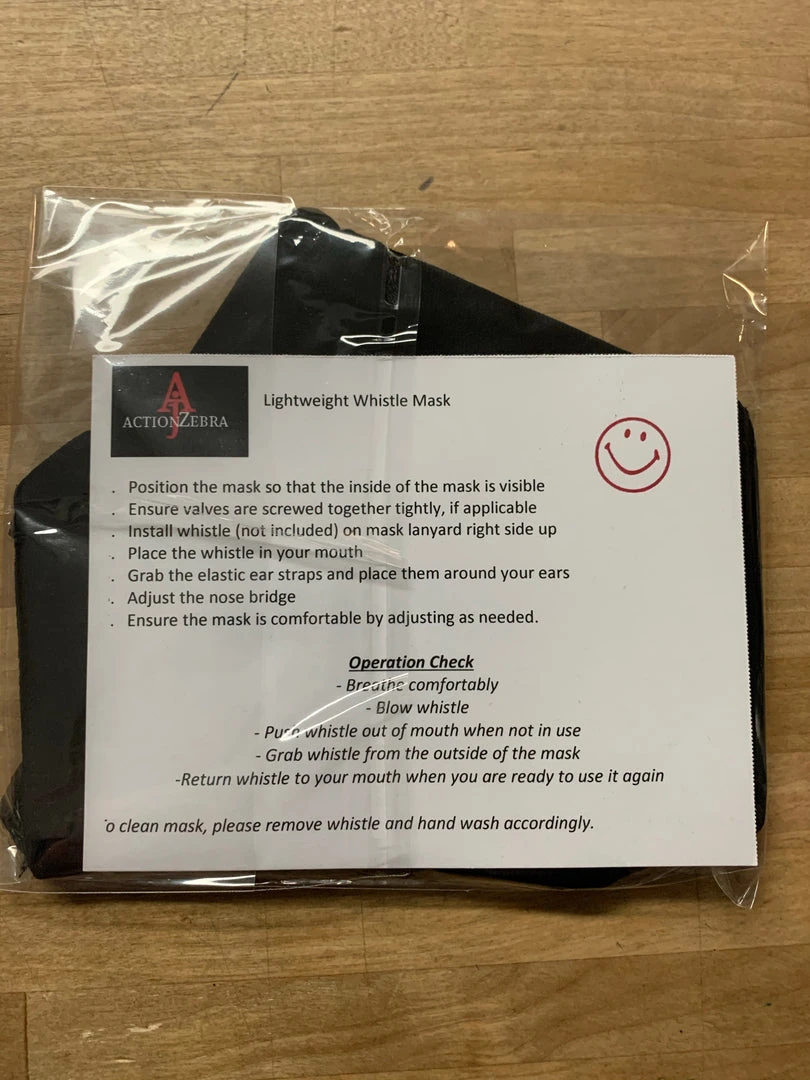 AJ
ACTIONZEBRA
Lightweight Whistle Mask
. Position the mask so that the inside of the mask is visible
. Ensure valves are screwed together tightly, if applicable
. Install whistle (not included) on mask lanyard right side up
. Place the whistle in your mouth
. Grab the elastic ear straps and place them around your ears
. Adjust the nose bridge
. Ensure the mask is comfortable by adjusting as needed.
Operation Check
- Breathe comfortably
- Blow whistle
- Push whistle out of mouth when not in use
- Grab whistle from the outside of the mask
-Return whistle to your mouth when you are ready to use it again
o clean mask, please remove whistle and hand wash accordingly.